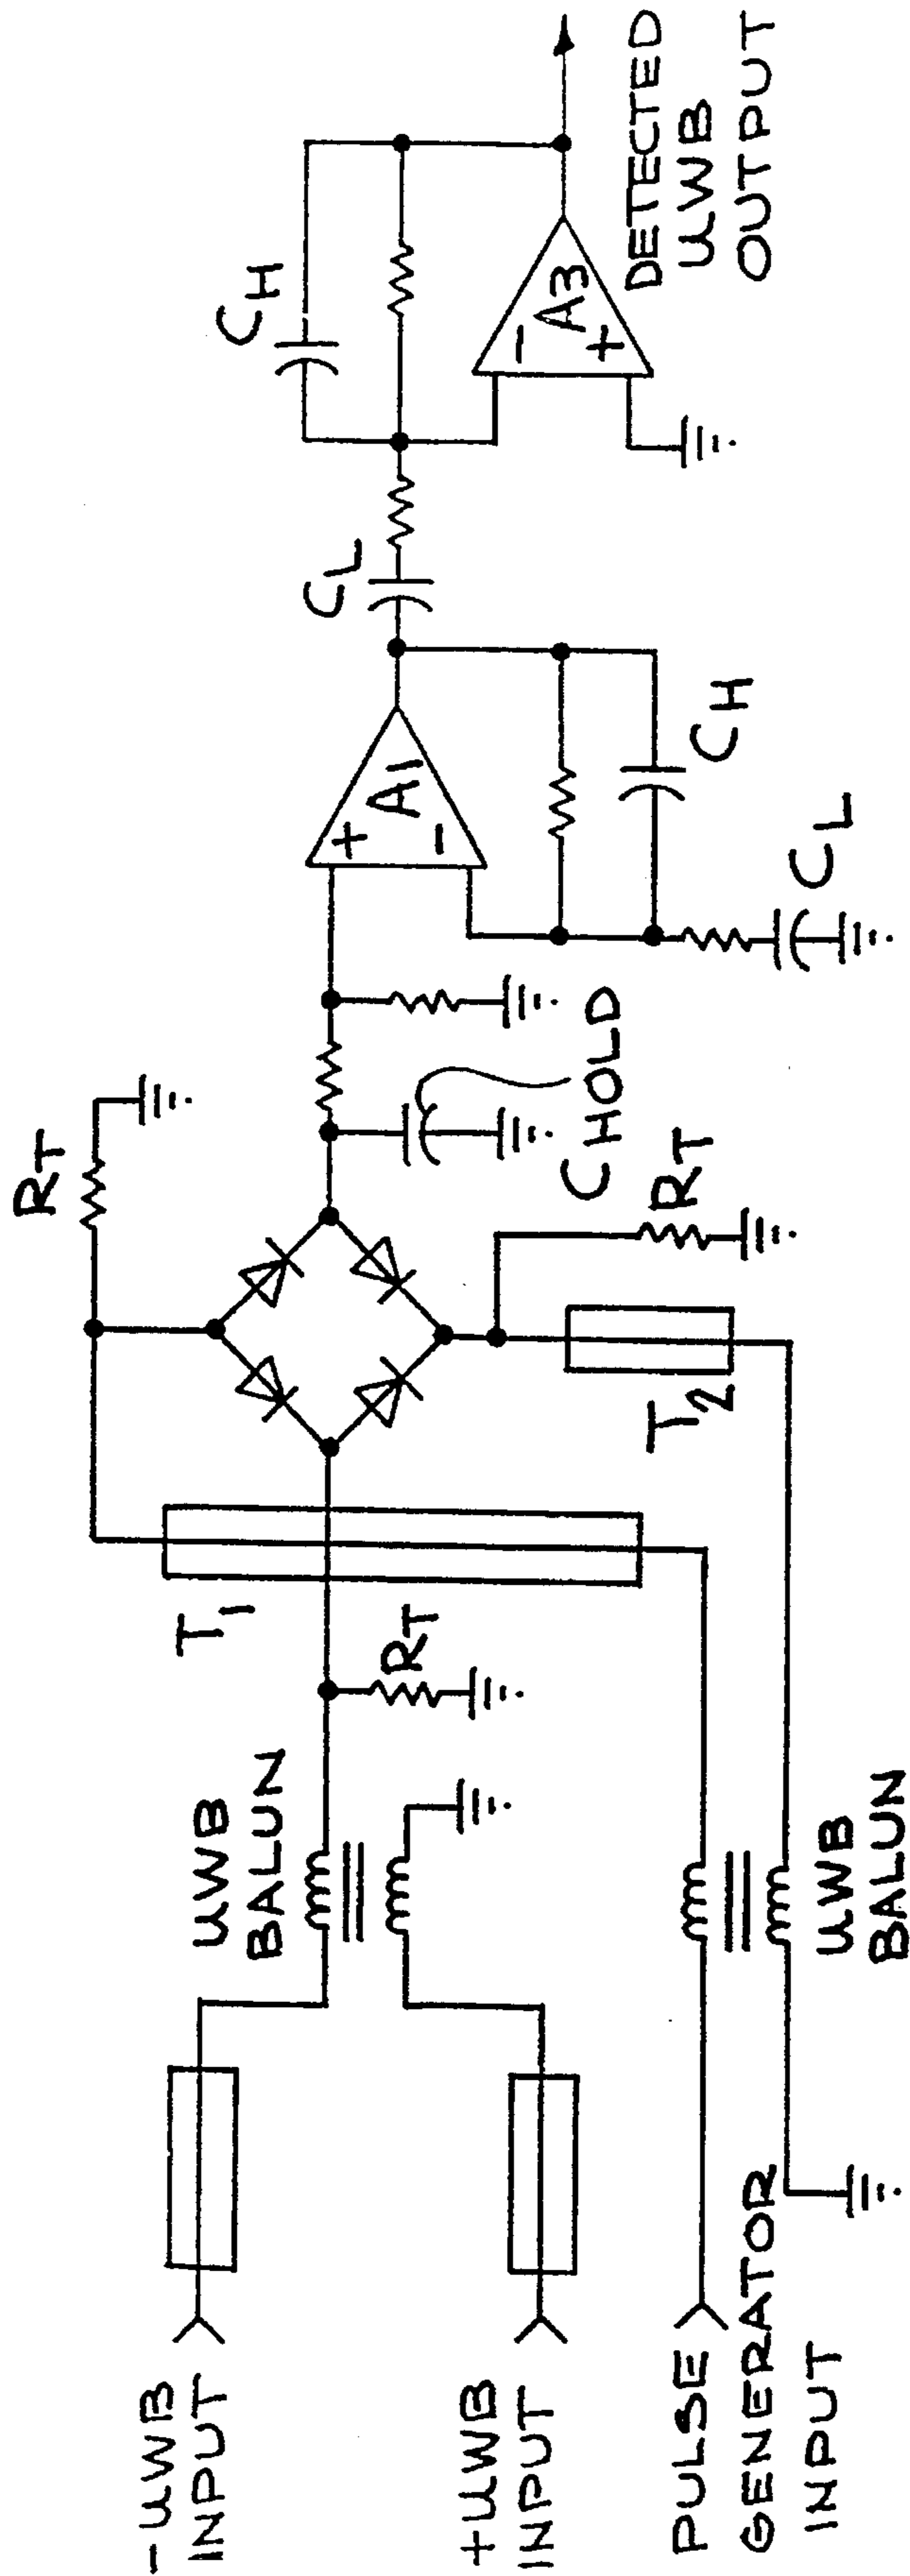 -UWB
INPUT
+UWB
INPUT
PULSE
GENERATOR
INPUT
UWB
BALUN
UWB
BALUN
T1
RT
T2
RT
RT
CHOLD
A1
+
-
CL
CH
CL
CH
A3
-
+
DETECTED
UWB
OUTPUT